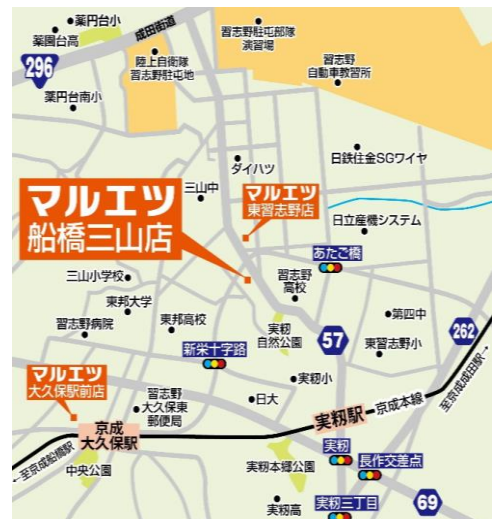 薬円台小
薬園台高
成田街道
習志野駐屯部隊
演習場
陸上自衛隊
習志野駐屯地
習志野
自動車教習所
296
薬円台南小
ダイハツ
日鉄住金SGワイヤ
マルエツ
船橋三山店
三山中
マルエツ
東習志野店
日立産機システム
あたご橋
三山小学校
習志野
高校
東邦大学
第四中
習志野病院
東邦高校
実籾
自然公園
57
262
新栄十字路
東習志野小
至京成成田駅→
マルエツ
大久保駅前店
実籾小
日大
習志野
大久保東
郵便局
実籾駅
京成本線
京成
大久保駅
←至京成船橋駅
中央公園
実籾
長作交差点
実籾本郷公園
実籾高
実籾三丁目
69